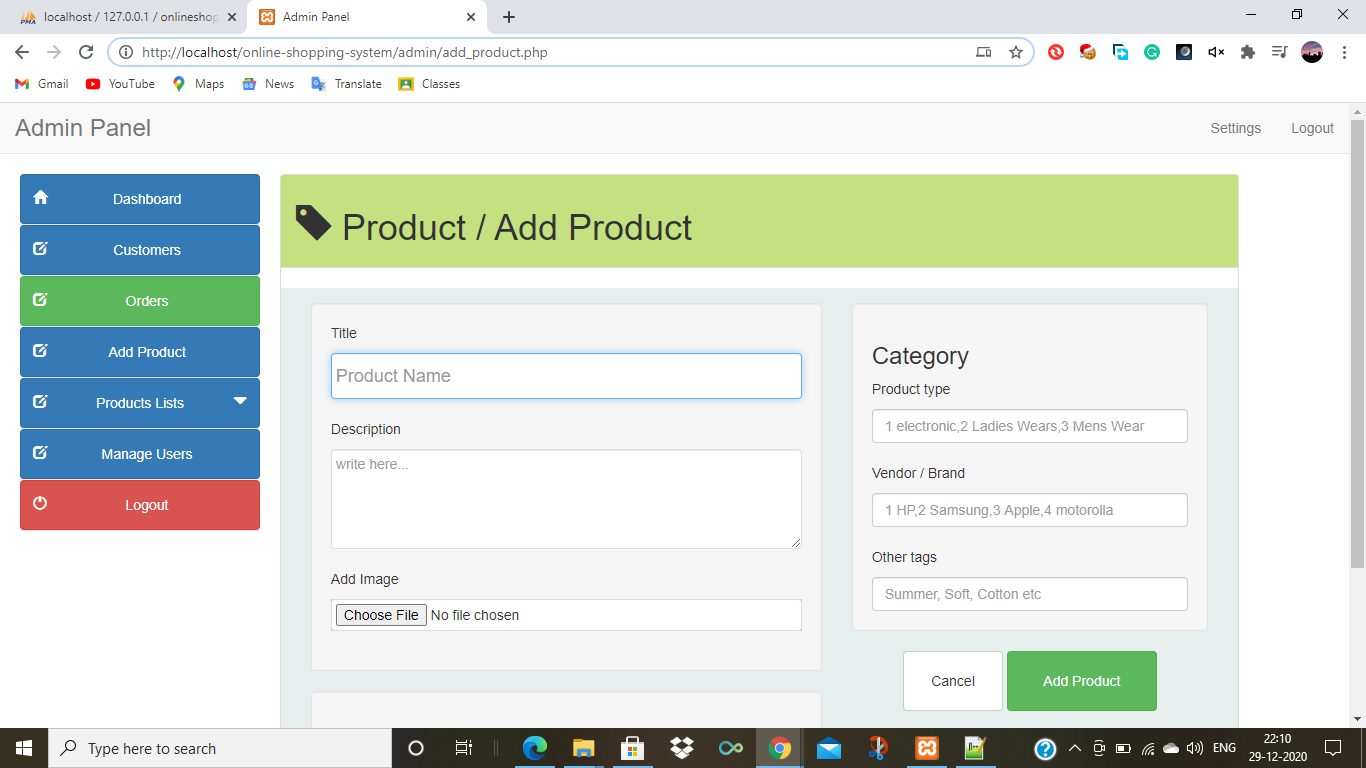 localhost / 127.0.0.1 / onlineshop
Admin Panel
http://localhost/online-shopping-system/admin/add_product.php
Gmail
YouTube
Maps
News
Translate
Classes
Admin Panel
Settings
Logout
Dashboard
Customers
Orders
Add Product
Products Lists
Manage Users
Logout
Product / Add Product
Title
Product Name
Description
write here...
Add Image
Choose File No file chosen
Category
Product type
1 electronic,2 Ladies Wears,3 Mens Wear
Vendor / Brand
1 HP,2 Samsung,3 Apple,4 motorolla
Other tags
Summer, Soft, Cotton etc
Cancel
Add Product
Type here to search
ENG
22:10
29-12-2020